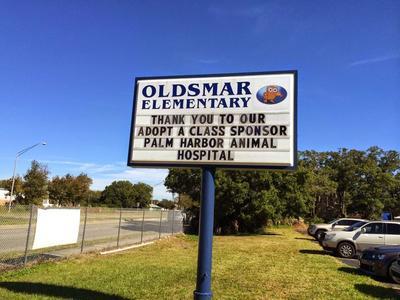 OLDSMAR
ELEMENTARY
THANK YOU TO OUR
ADOPT A CLASS SPONSOR
PALM HARBOR ANIMAL
HOSPITAL